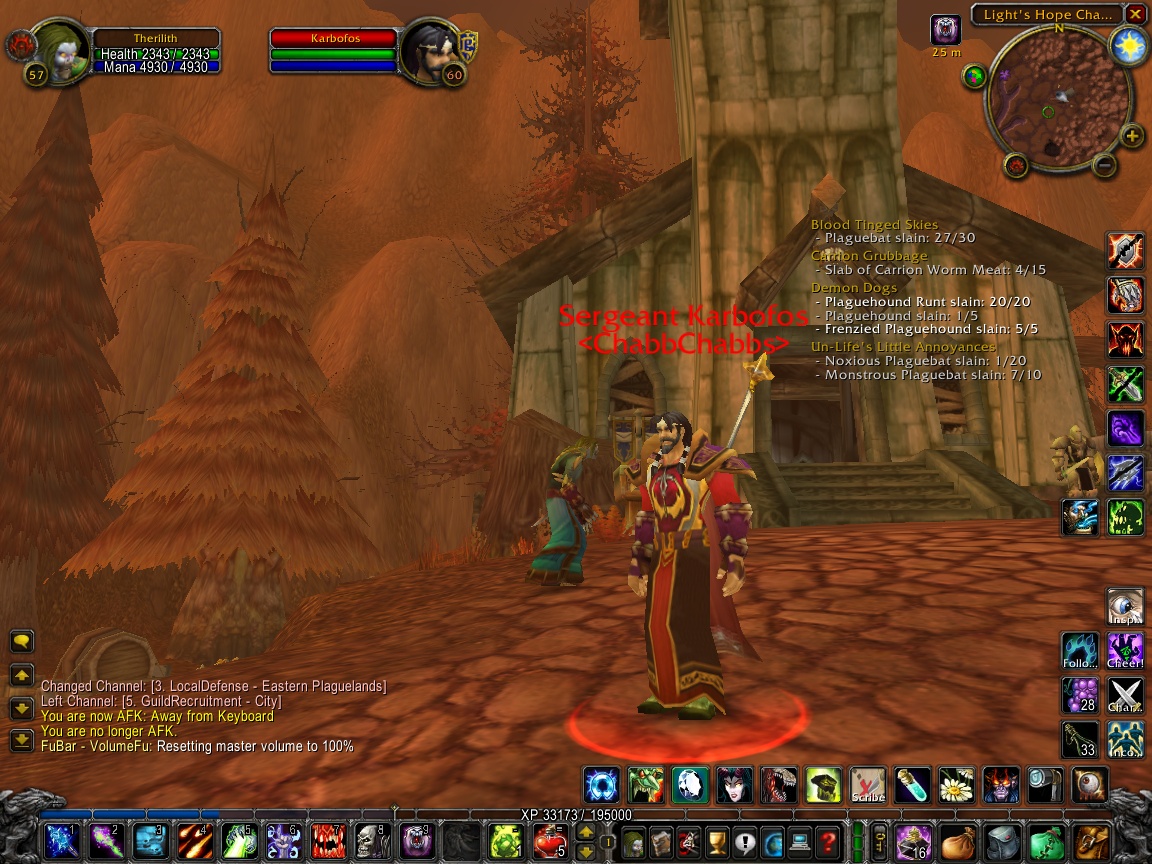 Therilith
Health 2343 / 2343
Mana 4930 / 4930
57
Karbofos
60
25 m
Light's Hope Cha...
N
Blood Tinged Skies
- Plaguebat slain: 27/30
Carrion Grubbage
- Slab of Carrion Worm Meat: 4/15
Demon Dogs
- Plaguehound Runt slain: 20/20
- Plaguehound slain: 1/5
- Frenzied Plaguehound slain: 5/5
Un-Life's Little Annoyances
- Noxious Plaguebat slain: 1/20
- Monstrous Plaguebat slain: 7/10
Sergeant Karbofos
<ChabbChabbs>
Inspe...
Follo...
Cheer!
28
Char...
33
Inco...
Changed Channel: [3. LocalDefense - Eastern Plaguelands]
Left Channel: [5. GuildRecruitment - City]
You are now AFK: Away from Keyboard
You are no longer AFK.
FuBar - VolumeFu: Resetting master volume to 100%
Scribe
XP 33173 / 195000
1
2
3
4
5
6
7
8
9
5
1
16